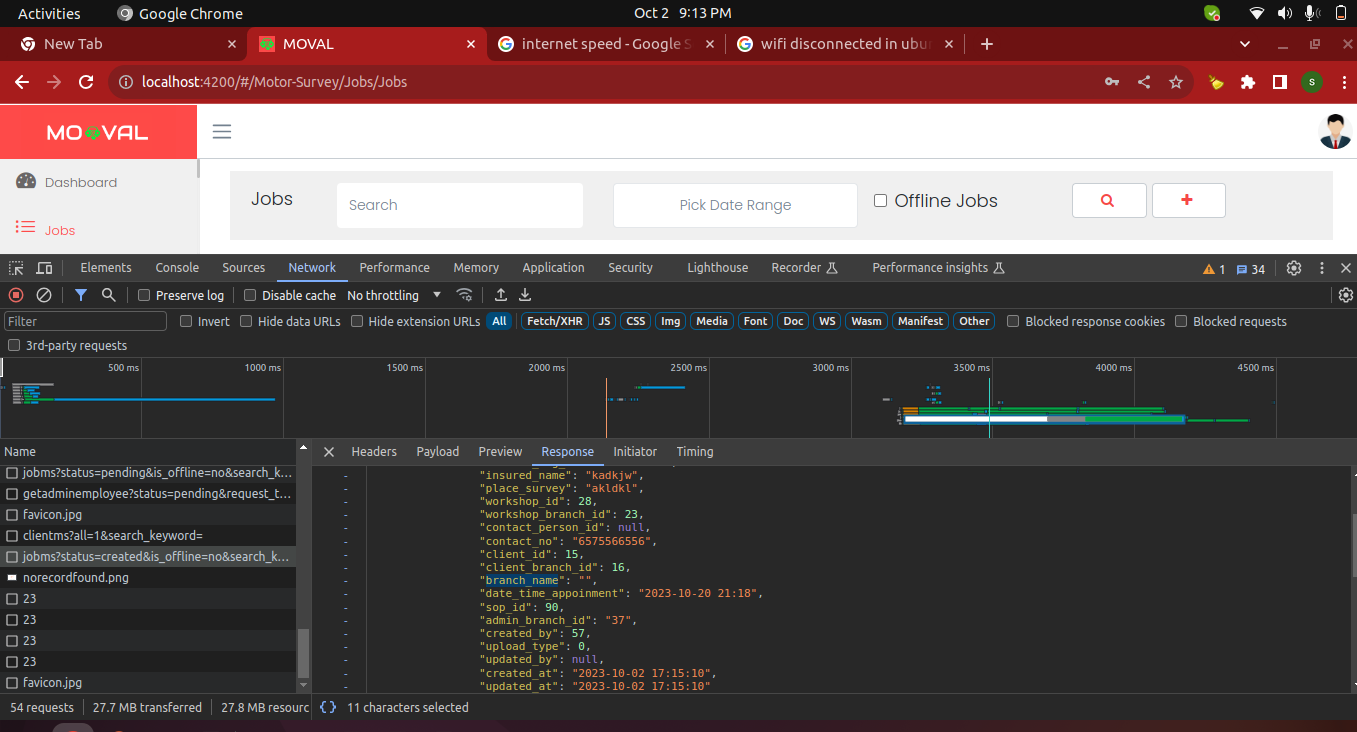 Activities Google Chrome Oct 2 9:13 PM
New Tab MOVAL internet speed - Google S wifi disconnected in ubu
localhost:4200/#/Motor-Survey/Jobs/Jobs S
MOVAL
Dashboard
Jobs
Jobs Search Pick Date Range Offline Jobs
Elements Console Sources Network Performance Memory Application Security Lighthouse Recorder Performance insights 1 34
Preserve log Disable cache No throttling
Filter Invert Hide data URLs Hide extension URLs All Fetch/XHR JS CSS Img Media Font Doc WS Wasm Manifest Other Blocked response cookies Blocked requests
3rd-party requests
500 ms 1000 ms 1500 ms 2000 ms 2500 ms 3000 ms 3500 ms 4000 ms 4500 ms
Name
jobms?status=pending&is_offline=no&search_k...
getadminemployee?status=pending&request_t...
favicon.jpg
clientms?all=1&search_keyword=
jobms?status=created&is_offline=no&search_k...
norecordfound.png
23
23
23
23
favicon.jpg
54 requests 27.7 MB transferred 27.8 MB resourc
Headers Payload Preview Response Initiator Timing
- "insured_name": "kadkjw",
- "place_survey": "akldkl",
- "workshop_id": 28,
- "workshop_branch_id": 23,
- "contact_person_id": null,
- "contact_no": "6575566556",
- "client_id": 15,
- "client_branch_id": 16,
- "branch_name": "",
- "date_time_appoinment": "2023-10-20 21:18",
- "sop_id": 90,
- "admin_branch_id": "37",
- "created_by": 57,
- "upload_type": 0,
- "updated_by": null,
- "created_at": "2023-10-02 17:15:10",
- "updated_at": "2023-10-02 17:15:10"
{} 11 characters selected